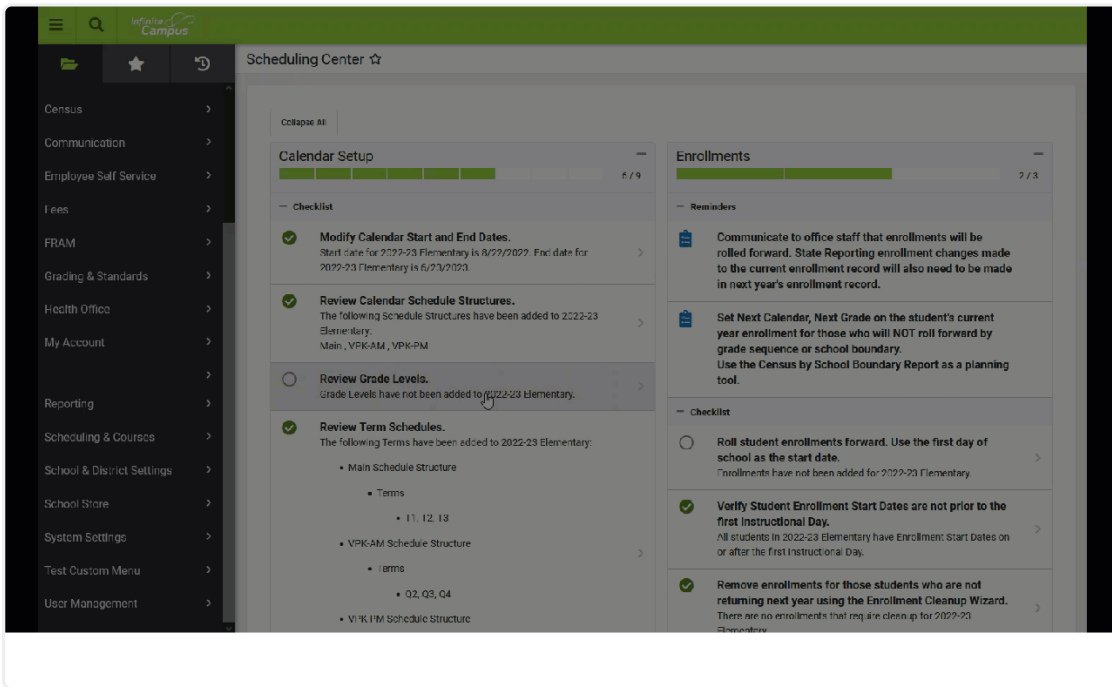 Infinite
Campus
Scheduling Center
Census
Communication
Employee Self Service
Fees
FRAM
Grading & Standards
Health Office
My Account
Reporting
Scheduling & Courses
School & District Settings
School Store
System Settings
Test Custom Menu
User Management
Collapse All
Calendar Setup
6 / 9
Checklist
Modify Calendar Start and End Dates.
Start date for 2022-23 Elementary is 8/22/2022. End date for
2022-23 Elementary is 6/23/2023.
Review Calendar Schedule Structures.
The following Schedule Structures have been added to 2022-23
Elementary:
Main , VPK-AM , VPK-PM
Review Grade Levels.
Grade Levels have not been added to 2022-23 Elementary.
Review Term Schedules.
The following Terms have been added to 2022-23 Elementary:
• Main Schedule Structure
• Terms
• T1, T2, T3
• VPK-AM Schedule Structure
• Terms
• Q2, Q3, Q4
• VPK-PM Schedule Structure
Enrollments
2 / 3
Reminders
Communicate to office staff that enrollments will be
rolled forward. State Reporting enrollment changes made
to the current enrollment record will also need to be made
in next year's enrollment record.
Set Next Calendar, Next Grade on the student's current
year enrollment for those who will NOT roll forward by
grade sequence or school boundary.
Use the Census by School Boundary Report as a planning
tool.
Checklist
Roll student enrollments forward. Use the first day of
school as the start date.
Enrollments have not been added for 2022-23 Elementary.
Verify Student Enrollment Start Dates are not prior to the
first Instructional Day.
All students in 2022-23 Elementary have Enrollment Start Dates on
or after the first Instructional Day.
Remove enrollments for those students who are not
returning next year using the Enrollment Cleanup Wizard.
There are no enrollments that require cleanup for 2022-23
Elementary.